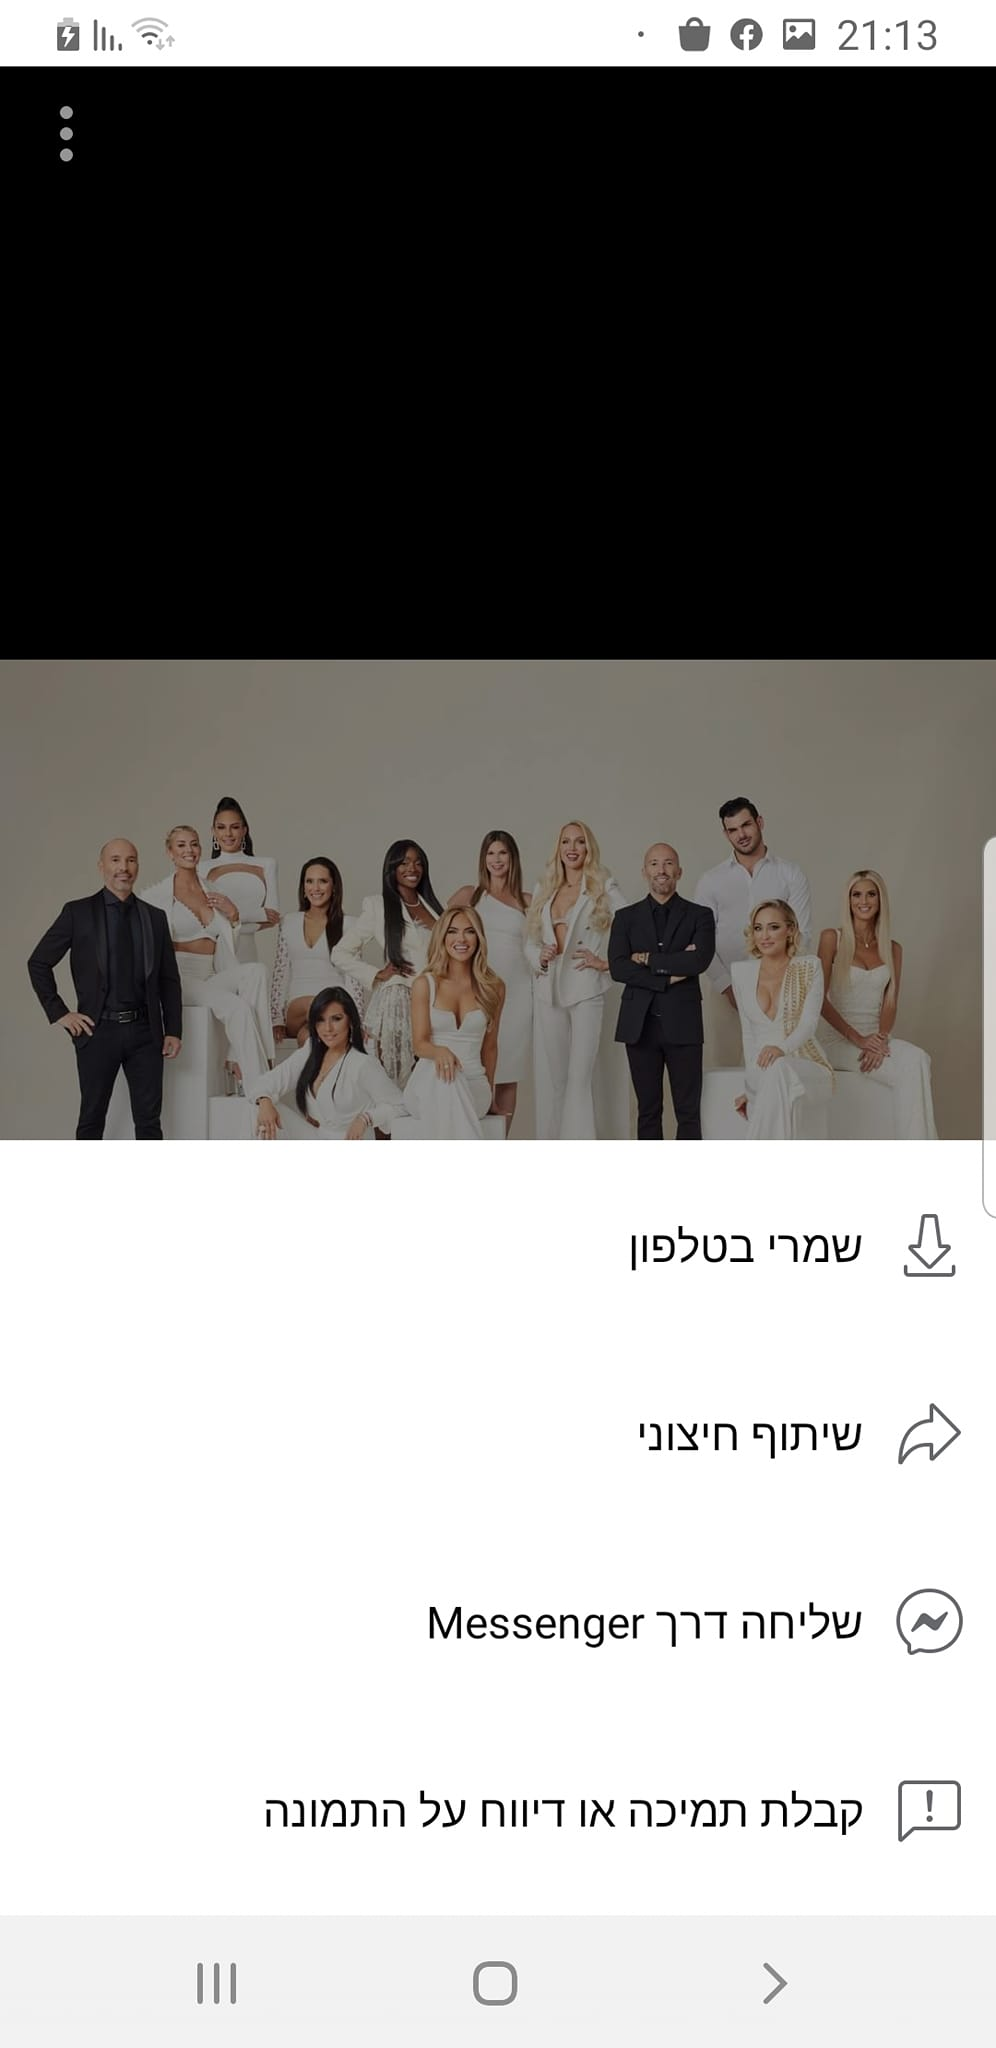 21:13
שמרי בטלפון
שיתוף חיצוני
שליחה דרך Messenger
קבלת תמיכה או דיווח על התמונה